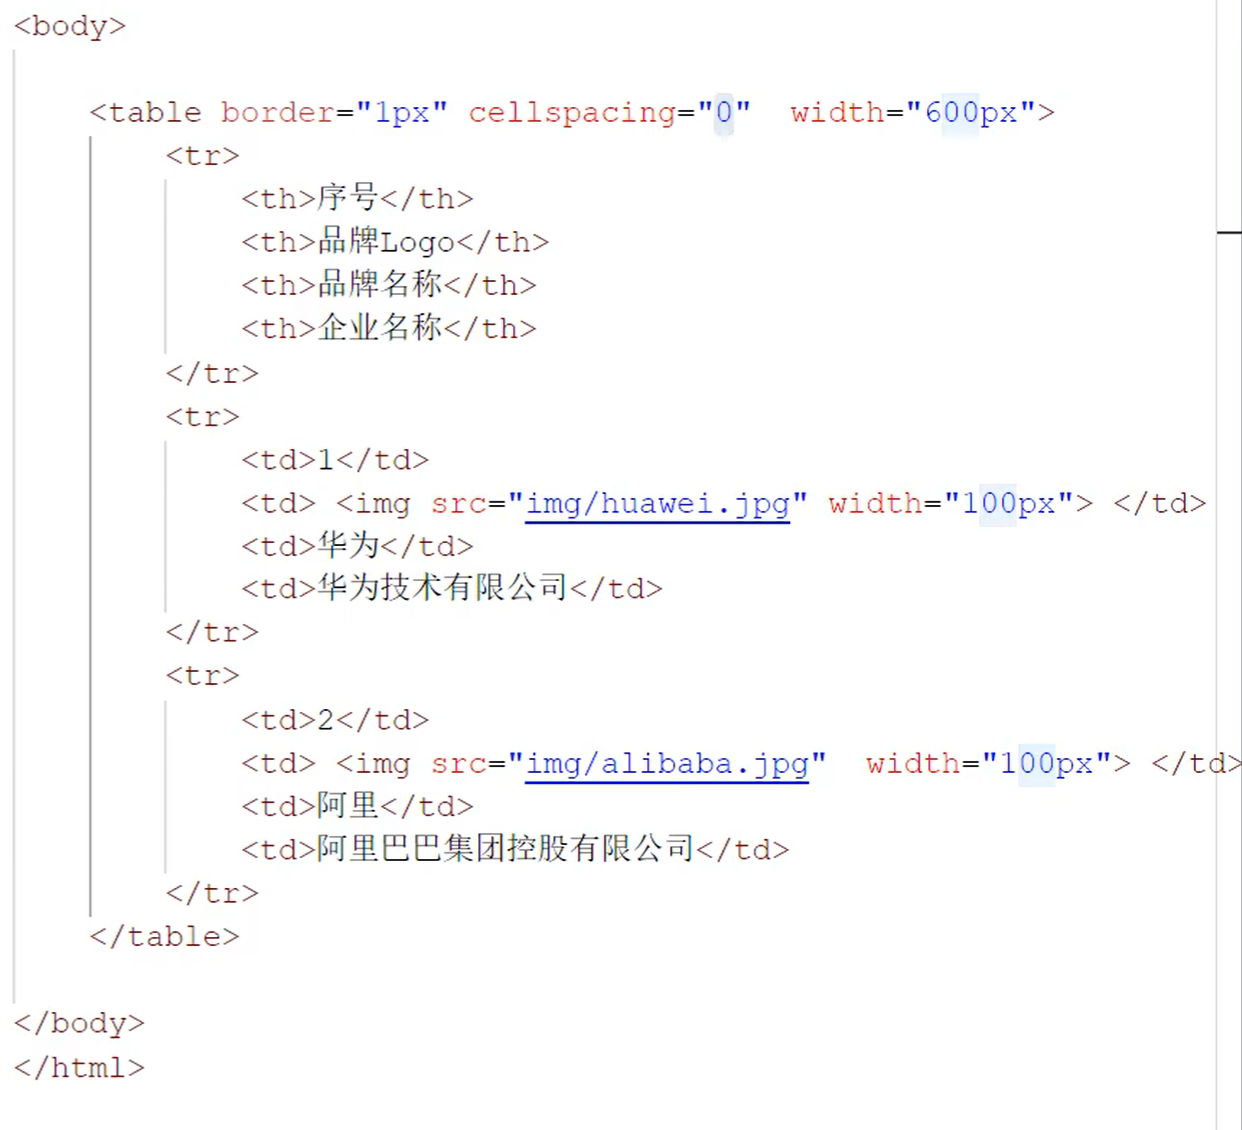 <body>
<table border="1px" cellspacing="0"  width="600px">
<tr>
<th>序号</th>
<th>品牌Logo</th>
<th>品牌名称</th>
<th>企业名称</th>
</tr>
<tr>
<td>1</td>
<td> <img src="img/huawei.jpg" width="100px"> </td>
<td>华为</td>
<td>华为技术有限公司</td>
</tr>
<tr>
<td>2</td>
<td> <img src="img/alibaba.jpg"  width="100px"> </td>
<td>阿里</td>
<td>阿里巴巴集团控股有限公司</td>
</tr>
</table>
</body>
</html>